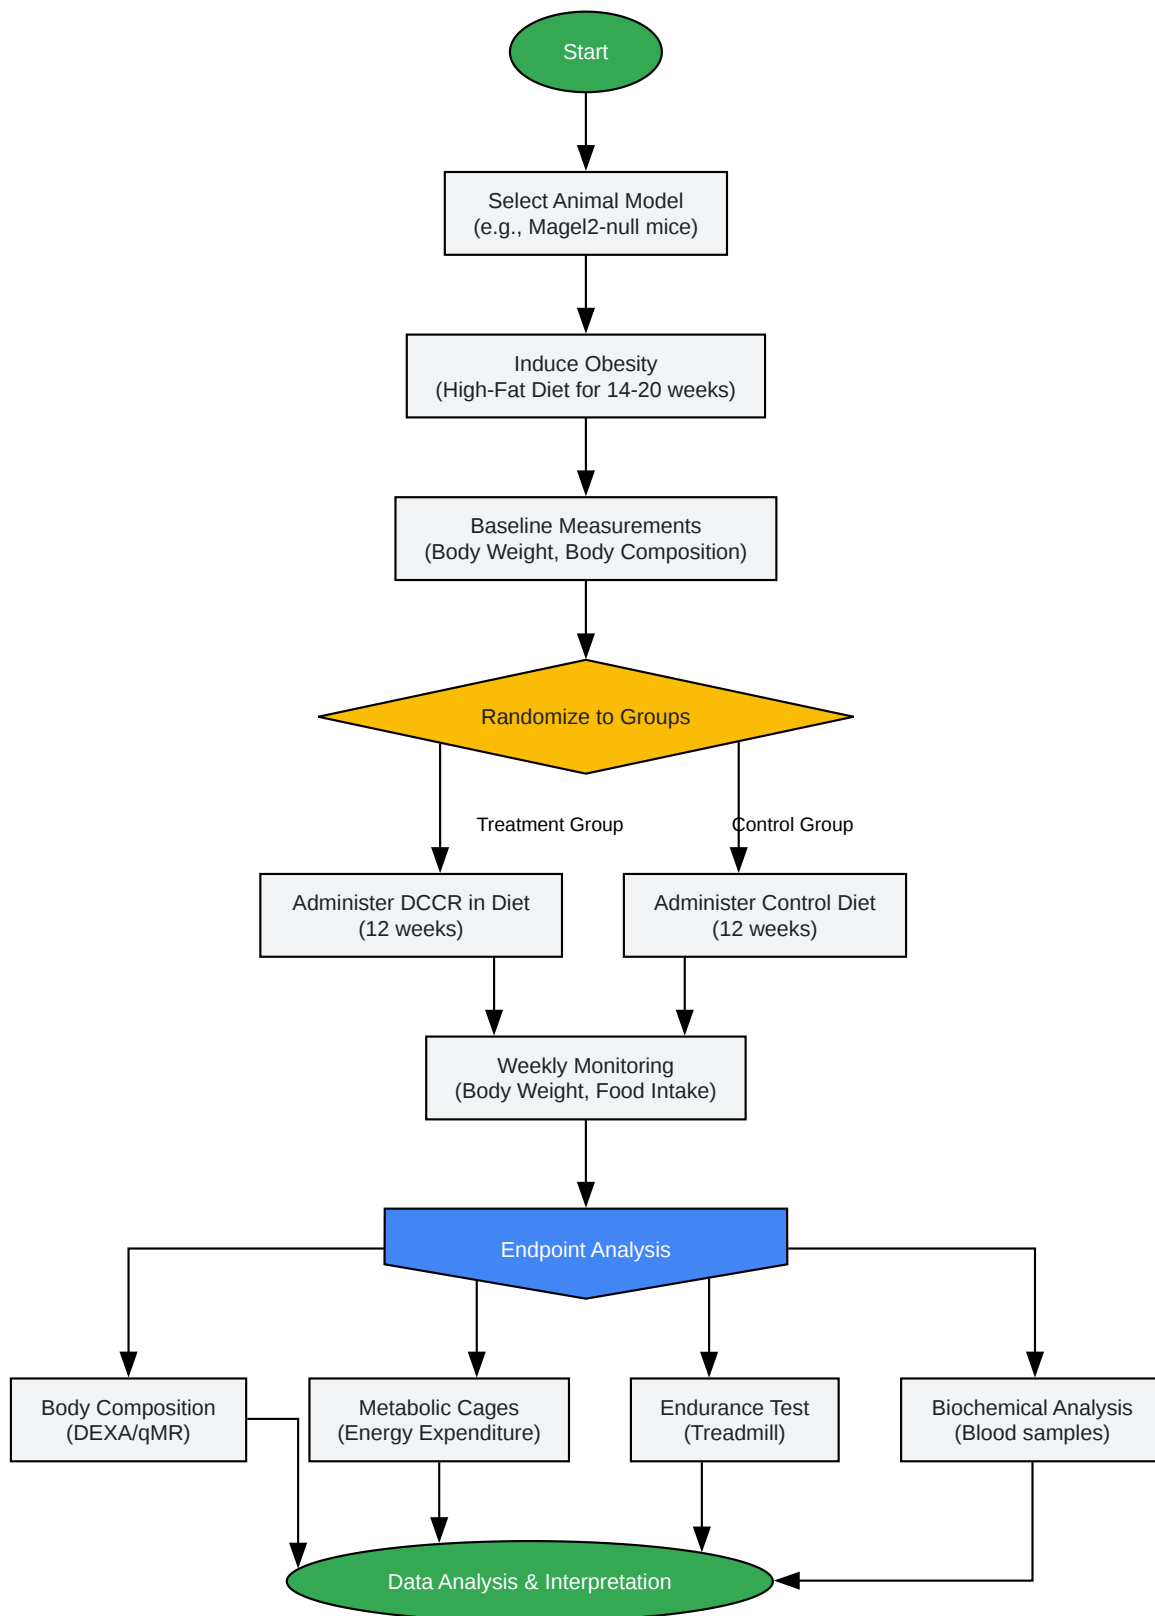 Start
Select Animal Model
(e.g., Magel2-null mice)
Induce Obesity
(High-Fat Diet for 14-20 weeks)
Baseline Measurements
(Body Weight, Body Composition)
Randomize to Groups
Treatment Group
Control Group
Administer DCCR in Diet
(12 weeks)
Administer Control Diet
(12 weeks)
Weekly Monitoring
(Body Weight, Food Intake)
Endpoint Analysis
Body Composition
(DEXA/qMR)
Metabolic Cages
(Energy Expenditure)
Endurance Test
(Treadmill)
Biochemical Analysis
(Blood samples)
Data Analysis & Interpretation